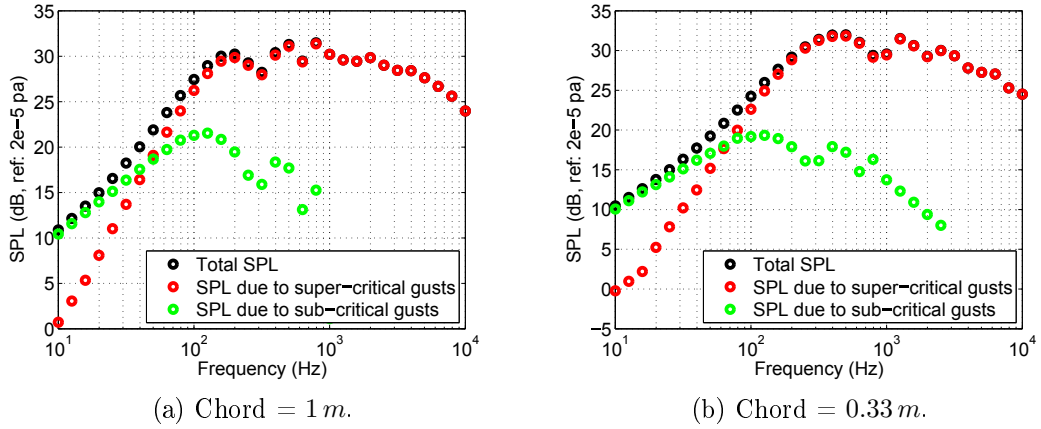 35
30
25
20
15
10
5
0
SPL (dB, ref. 2e−5 pa)
Total SPL
SPL due to super−critical gusts
SPL due to sub−critical gusts
10^1 10^2 10^3 10^4
Frequency (Hz)
(a) Chord = 1 m.
35
30
25
20
15
10
5
0
−5
SPL (dB, ref. 2e−5 pa)
Total SPL
SPL due to super−critical gusts
SPL due to sub−critical gusts
10^1 10^2 10^3 10^4
Frequency (Hz)
(b) Chord = 0.33 m.